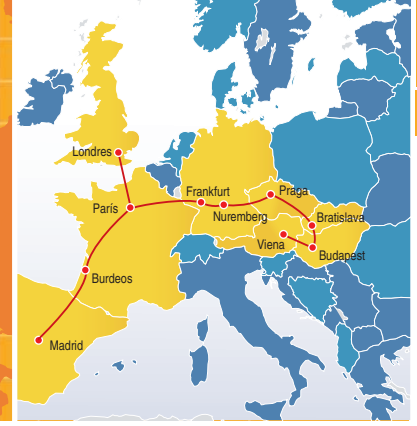 Londres
París
Frankfurt
Praga
Nuremberg
Bratislava
Viena
Budapest
Burdeos
Madrid